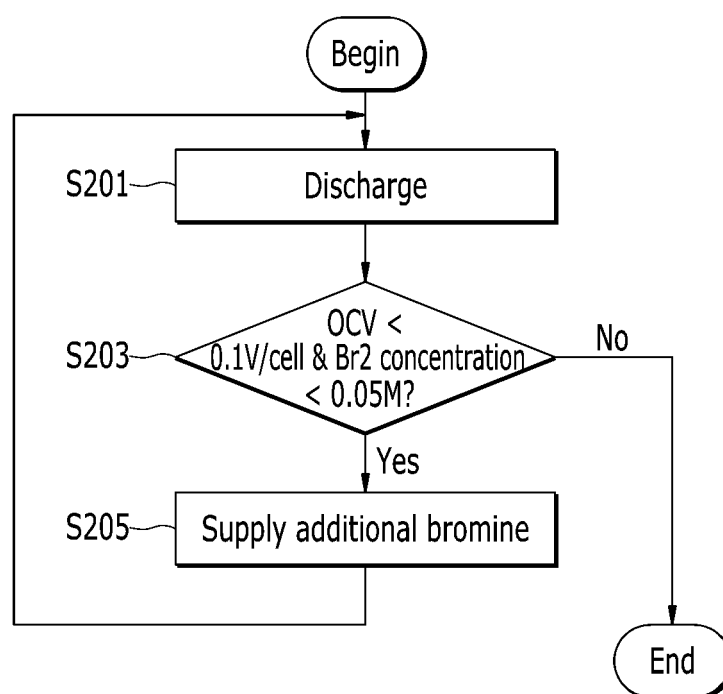 Begin
S201
Discharge
S203
OCV <
0.1V/cell & Br2 concentration
< 0.05M?
No
Yes
S205
Supply additional bromine
End